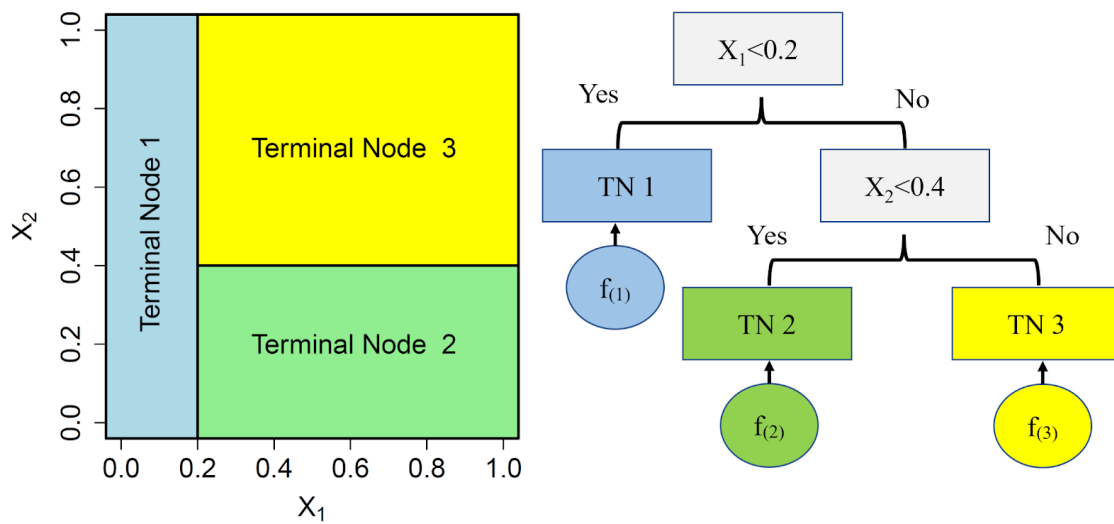 1.0
0.8
0.6
0.4
0.2
0.0
X₂
Terminal Node 1
Terminal Node 3
Terminal Node 2
0.0 0.2 0.4 0.6 0.8 1.0
X₁
X₁<0.2
Yes No
TN 1
X₂<0.4
f₍₁₎
Yes No
TN 2
TN 3
f₍₂₎
f₍₃₎